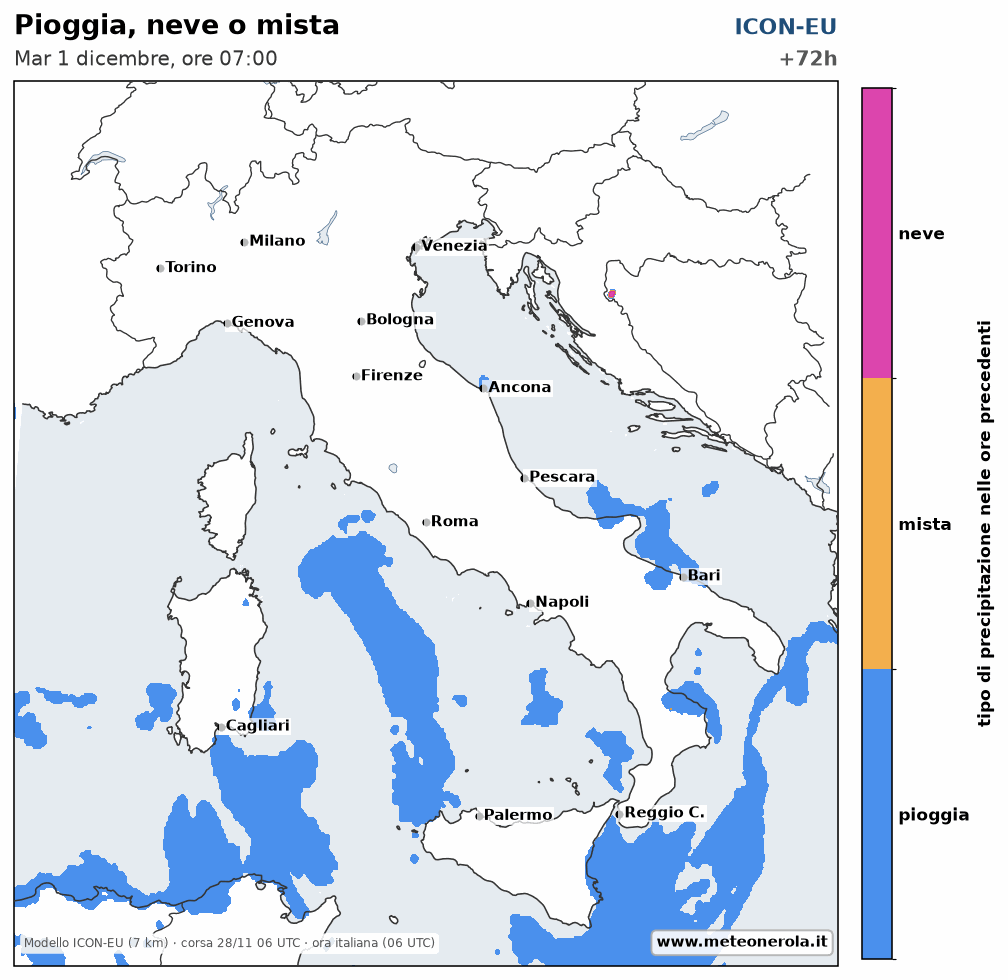 Pioggia, neve o mista
ICON-EU
Mar 1 dicembre, ore 07:00
+72h
Milano
Venezia
Torino
Genova
Bologna
Firenze
Ancona
Pescara
Roma
Bari
Napoli
Cagliari
Palermo
Reggio C.
neve
mista
pioggia
tipo di precipitazione nelle ore precedenti
Modello ICON-EU (7 km) · corsa 28/11 06 UTC · ora italiana (06 UTC)
www.meteonerola.it